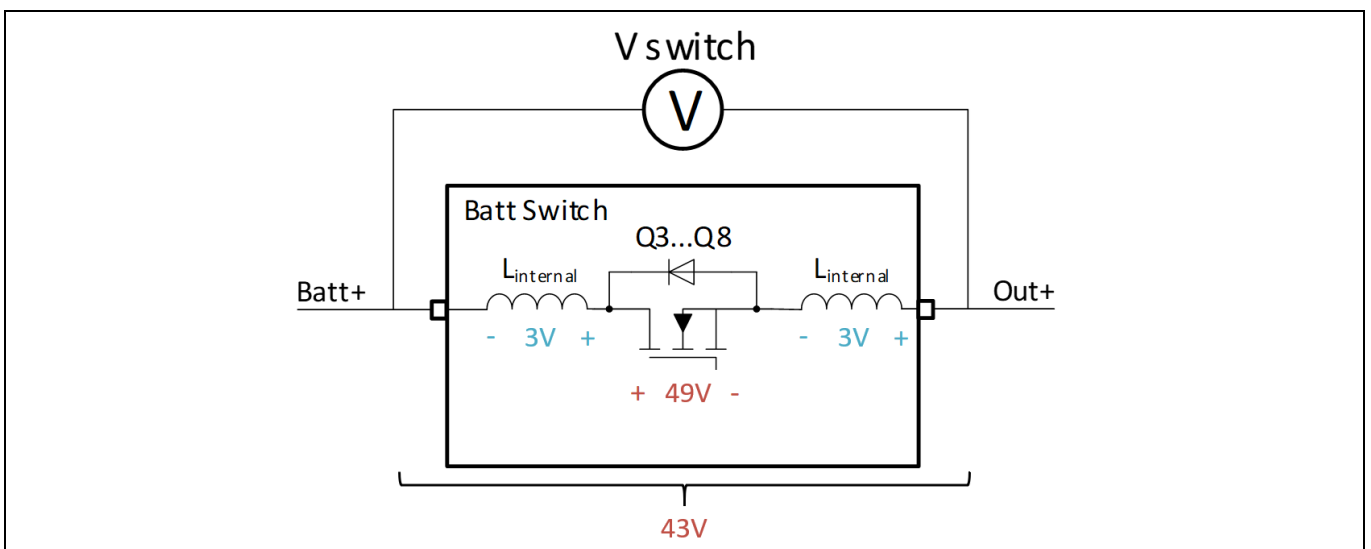 V switch
V
Batt Switch
Q3...Q8
Linternal
Linternal
Batt+
Out+
- 3V +
- 3V +
+ 49V -
43V